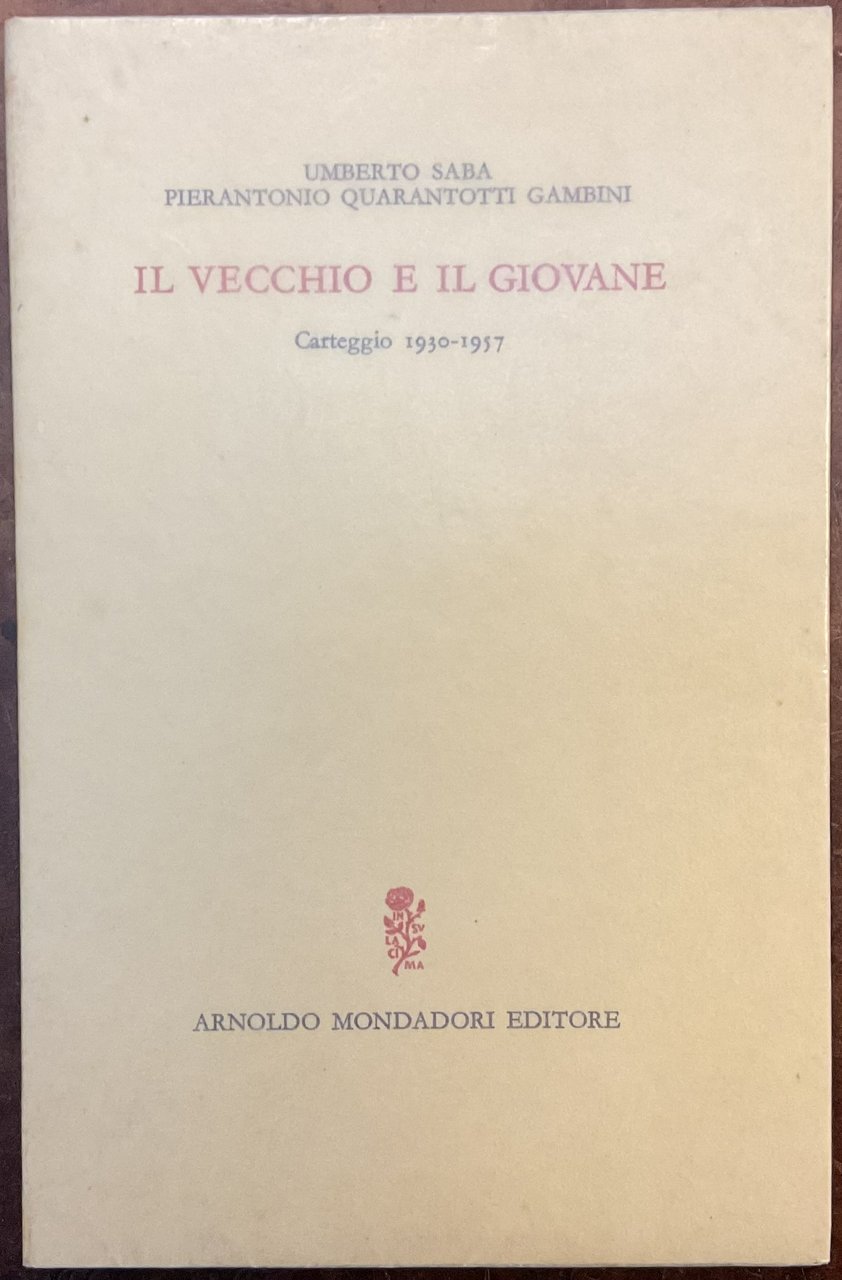 UMBERTO SABA
PIERANTONIO QUARANTOTTI GAMBINI
IL VECCHIO E IL GIOVANE
Carteggio 1930-1957
IN SV
LA CI
MA
ARNOLDO MONDADORI EDITORE